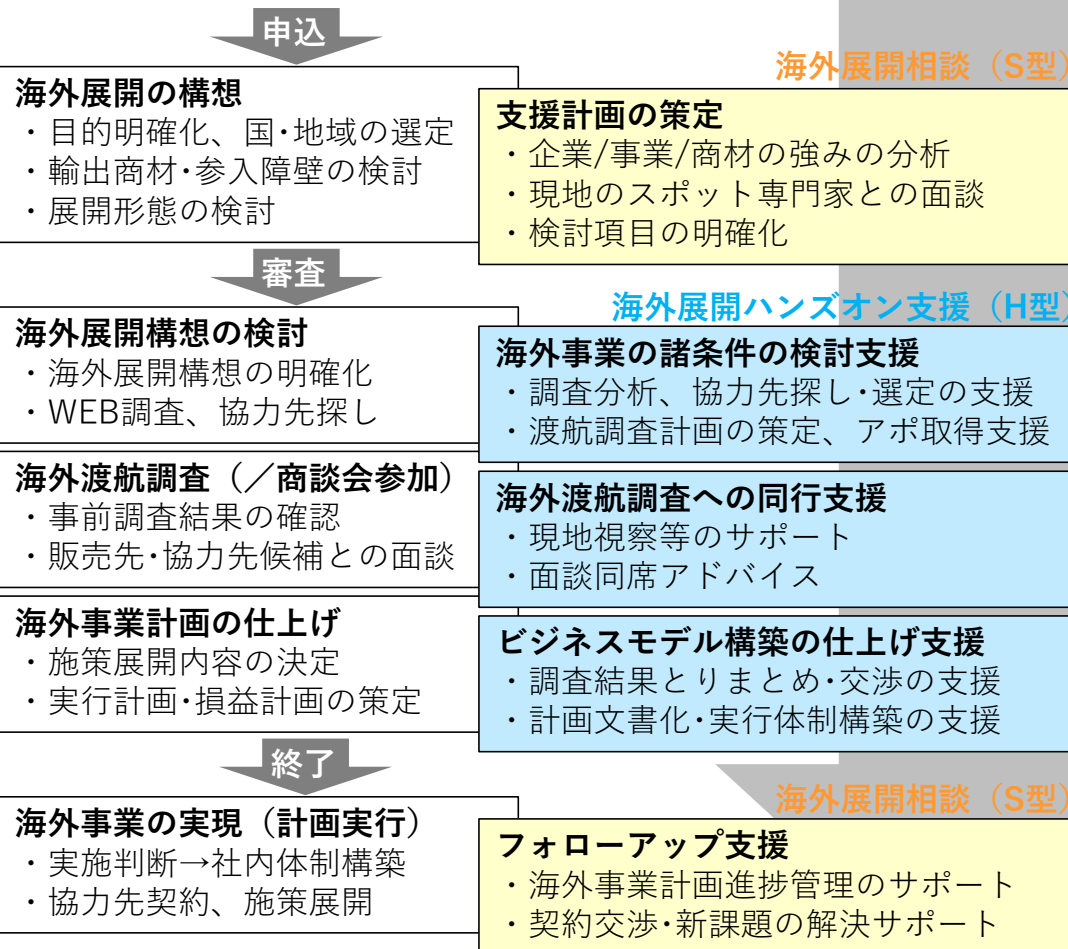 申込
海外展開の構想
・目的明確化、国･地域の選定
・輸出商材･参入障壁の検討
・展開形態の検討
海外展開相談（S型）
支援計画の策定
・企業/事業/商材の強みの分析
・現地のスポット専門家との面談
・検討項目の明確化
審査
海外展開構想の検討
・海外展開構想の明確化
・WEB調査、協力先探し
海外展開ハンズオン支援（H型）
海外事業の諸条件の検討支援
・調査分析、協力先探し･選定の支援
・渡航調査計画の策定、アポ取得支援
海外渡航調査（／商談会参加）
・事前調査結果の確認
・販売先･協力先候補との面談
海外渡航調査への同行支援
・現地視察等のサポート
・面談同席アドバイス
海外事業計画の仕上げ
・施策展開内容の決定
・実行計画･損益計画の策定
ビジネスモデル構築の仕上げ支援
・調査結果とりまとめ･交渉の支援
・計画文書化･実行体制構築の支援
終了
海外事業の実現（計画実行）
・実施判断→社内体制構築
・協力先契約、施策展開
海外展開相談（S型）
フォローアップ支援
・海外事業計画進捗管理のサポート
・契約交渉･新課題の解決サポート